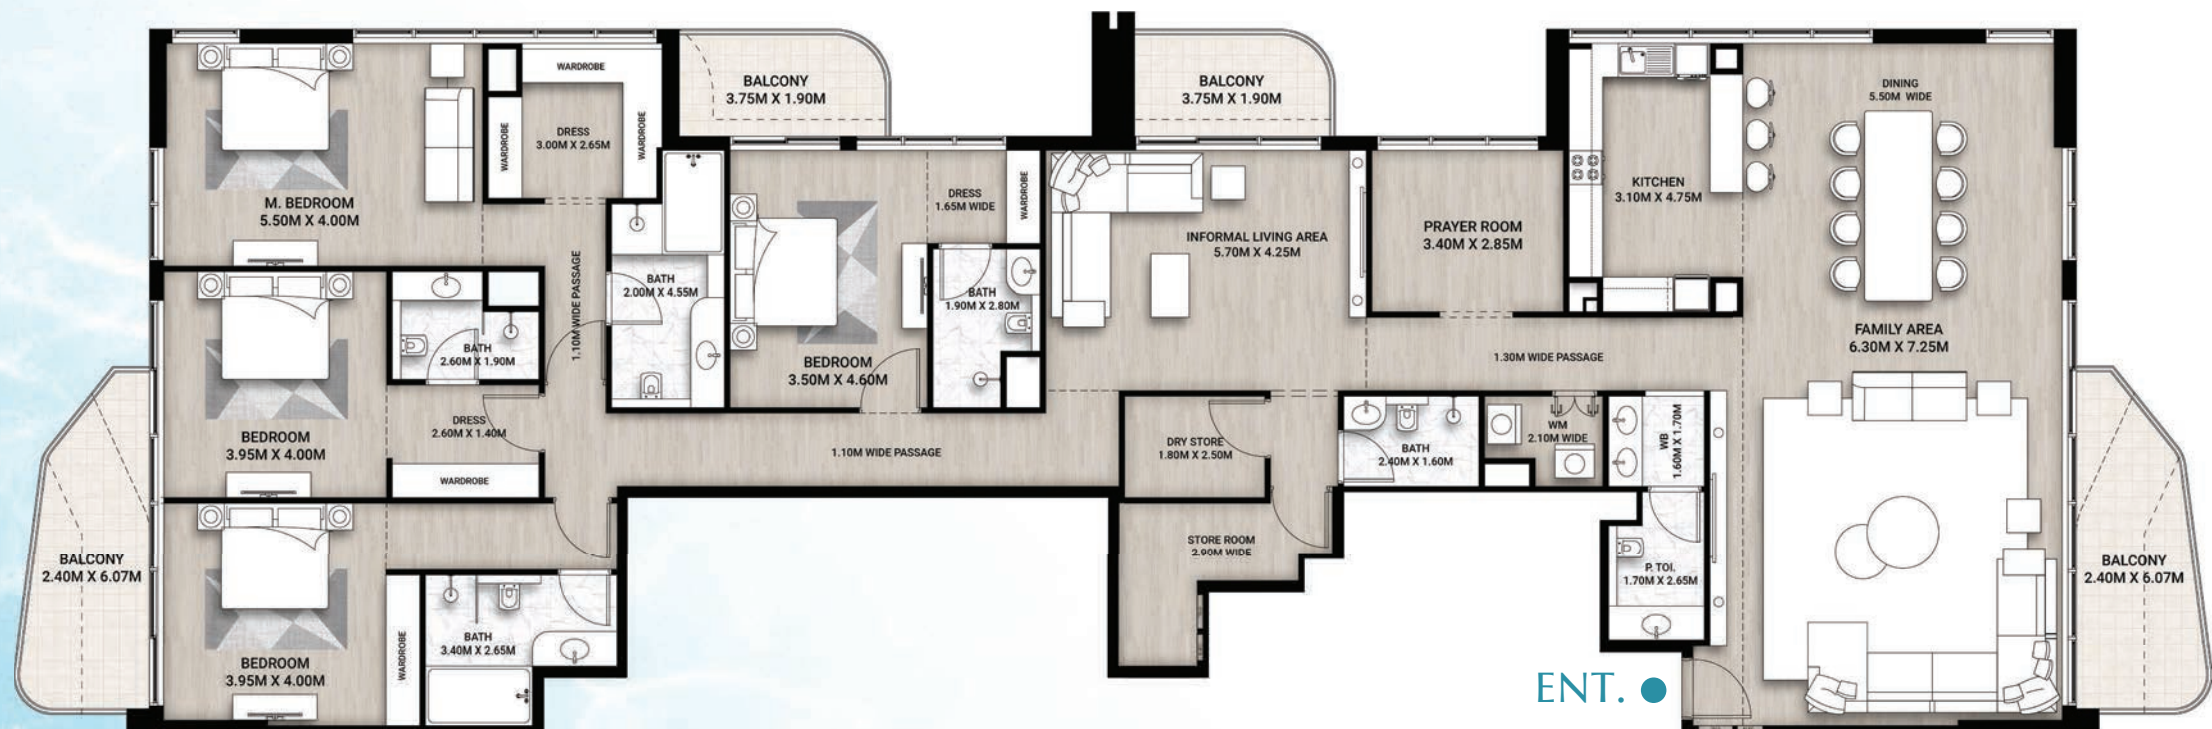 WARDROBE
BALCONY
3.75M X 1.90M
BALCONY
3.75M X 1.90M
DINING
5.50M WIDE
DRESS
3.00M X 2.65M
WARDROBE
WARDROBE
M. BEDROOM
5.50M X 4.00M
DRESS
1.65M WIDE
WARDROBE
INFORMAL LIVING AREA
5.70M X 4.25M
PRAYER ROOM
3.40M X 2.85M
KITCHEN
3.10M X 4.75M
1.10M WIDE PASSAGE
BATH
2.00M X 4.55M
BATH
1.90M X 2.80M
BATH
2.60M X 1.90M
BEDROOM
3.50M X 4.60M
1.30M WIDE PASSAGE
FAMILY AREA
6.30M X 7.25M
BEDROOM
3.95M X 4.00M
DRESS
2.60M X 1.40M
WARDROBE
1.10M WIDE PASSAGE
DRY STORE
1.80M X 2.50M
BATH
2.40M X 1.60M
WM
2.10M WIDE
WB
1.60M X 1.70M
BALCONY
2.40M X 6.07M
STORE ROOM
2.90M WIDE
P. TOI.
1.70M X 2.65M
BALCONY
2.40M X 6.07M
BEDROOM
3.95M X 4.00M
WARDROBE
BATH
3.40M X 2.65M
ENT.